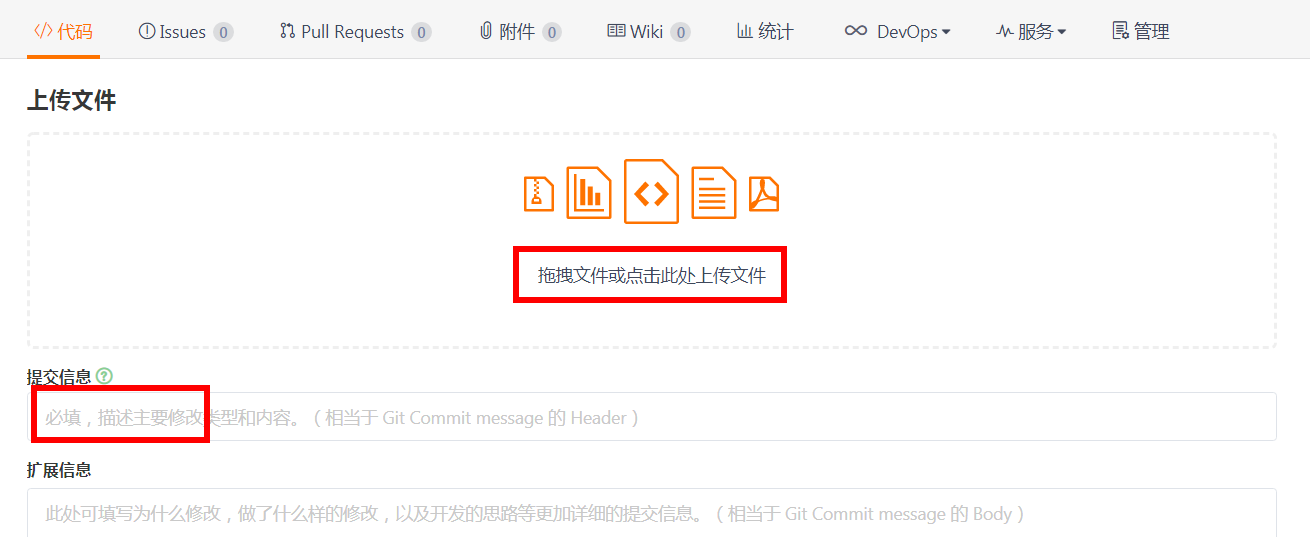 代码 Issues 0 Pull Requests 0 附件 0 Wiki 0 统计 DevOps 服务 管理
上传文件
拖拽文件或点击此处上传文件
提交信息
必填，描述主要修改类型和内容。（相当于 Git Commit message 的 Header）
扩展信息
此处可填写为什么修改，做了什么样的修改，以及开发的思路等更加详细的提交信息。（相当于 Git Commit message 的 Body）